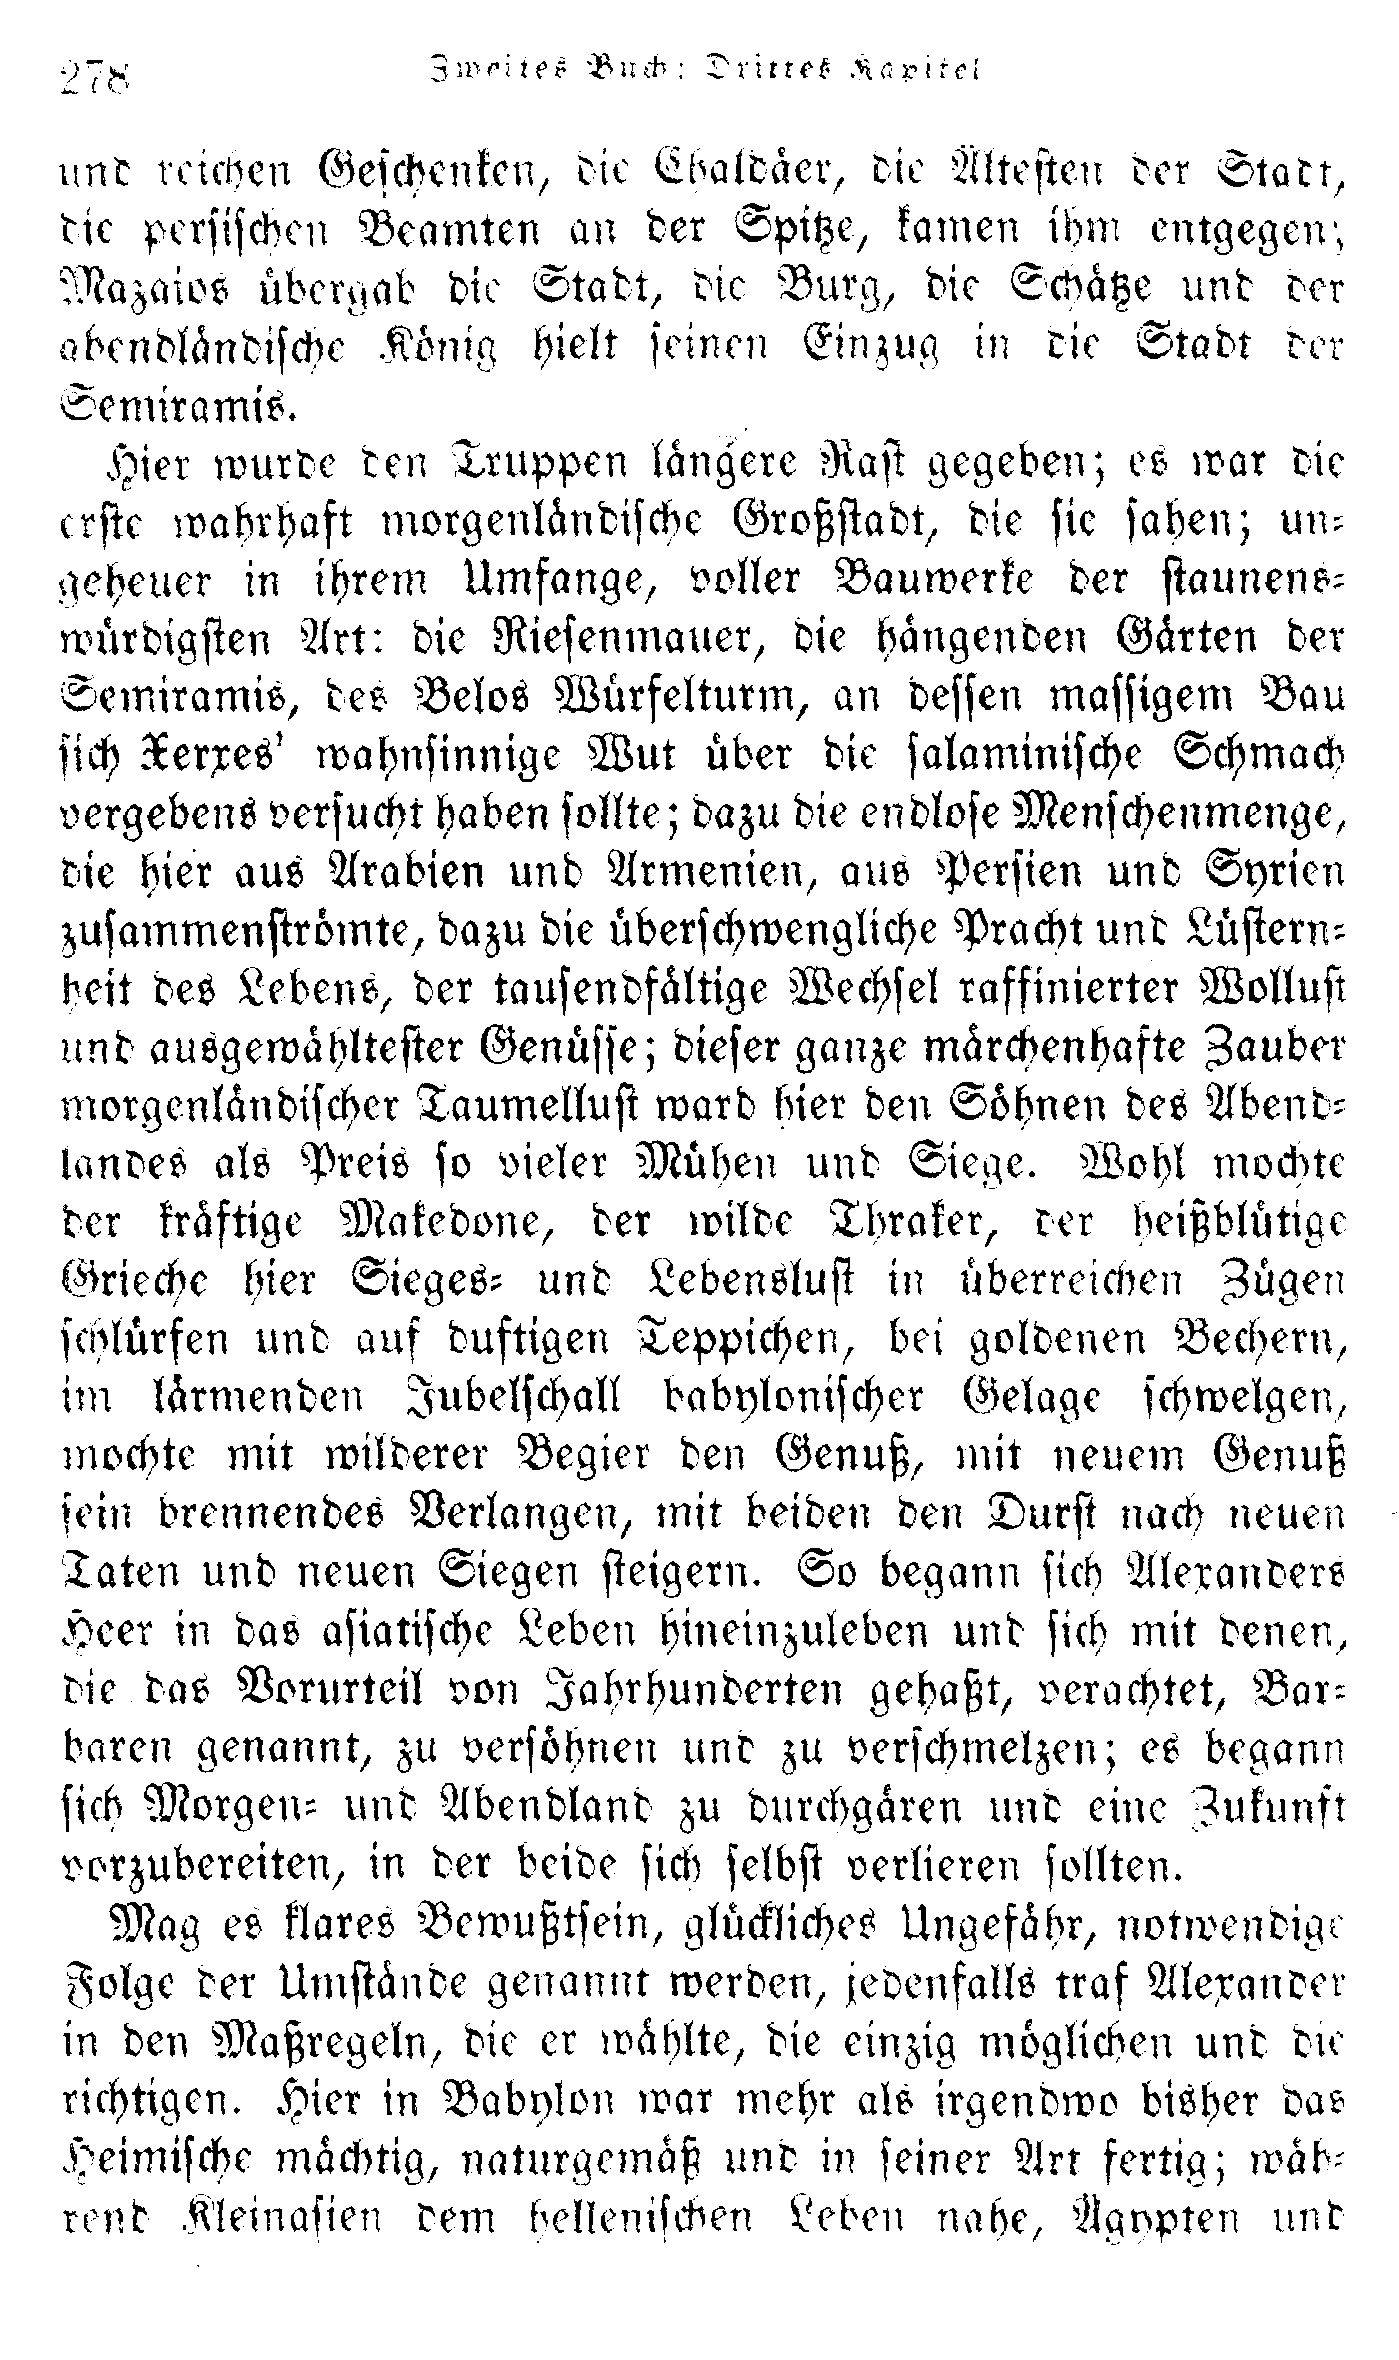 278 Zweites Buch: Drittes Kapitel
und reichen Geschenken, die Chaldäer, die Ältesten der Stadt,
die persischen Beamten an der Spitze, kamen ihm entgegen;
Mazaios übergab die Stadt, die Burg, die Schätze und der
abendländische König hielt seinen Einzug in die Stadt der
Semiramis.
Hier wurde den Truppen längere Rast gegeben; es war die
erste wahrhaft morgenländische Großstadt, die sie sahen; un-
geheuer in ihrem Umfange, voller Bauwerke der staunens-
würdigsten Art: die Riesenmauer, die hängenden Gärten der
Semiramis, des Belos Würfelturm, an dessen massigem Bau
sich Xerxes' wahnsinnige Wut über die salaminische Schmach
vergebens versucht haben sollte; dazu die endlose Menschenmenge,
die hier aus Arabien und Armenien, aus Persien und Syrien
zusammenströmte, dazu die überschwengliche Pracht und Lüstern-
heit des Lebens, der tausendfältige Wechsel raffinierter Wollust
und ausgewähltester Genüsse; dieser ganze märchenhafte Zauber
morgenländischer Taumellust ward hier den Söhnen des Abend-
landes als Preis so vieler Mühen und Siege. Wohl mochte
der kräftige Makedone, der wilde Thraker, der heißblütige
Grieche hier Sieges- und Lebenslust in überreichen Zügen
schlürfen und auf duftigen Teppichen, bei goldenen Bechern,
im lärmenden Jubelschall babylonischer Gelage schwelgen,
mochte mit wilderer Begier den Genuß, mit neuem Genuß
sein brennendes Verlangen, mit beiden den Durst nach neuen
Taten und neuen Siegen steigern. So begann sich Alexanders
Heer in das asiatische Leben hineinzuleben und sich mit denen,
die das Vorurteil von Jahrhunderten gehaßt, verachtet, Bar-
baren genannt, zu versöhnen und zu verschmelzen; es begann
sich Morgen- und Abendland zu durchgären und eine Zukunft
vorzubereiten, in der beide sich selbst verlieren sollten.
Mag es klares Bewußtsein, glückliches Ungefähr, notwendige
Folge der Umstände genannt werden, jedenfalls traf Alexander
in den Maßregeln, die er wählte, die einzig möglichen und die
richtigen. Hier in Babylon war mehr als irgendwo bisher das
Heimische mächtig, naturgemäß und in seiner Art fertig; wäh-
rend Kleinasien dem hellenischen Leben nahe, Ägypten und